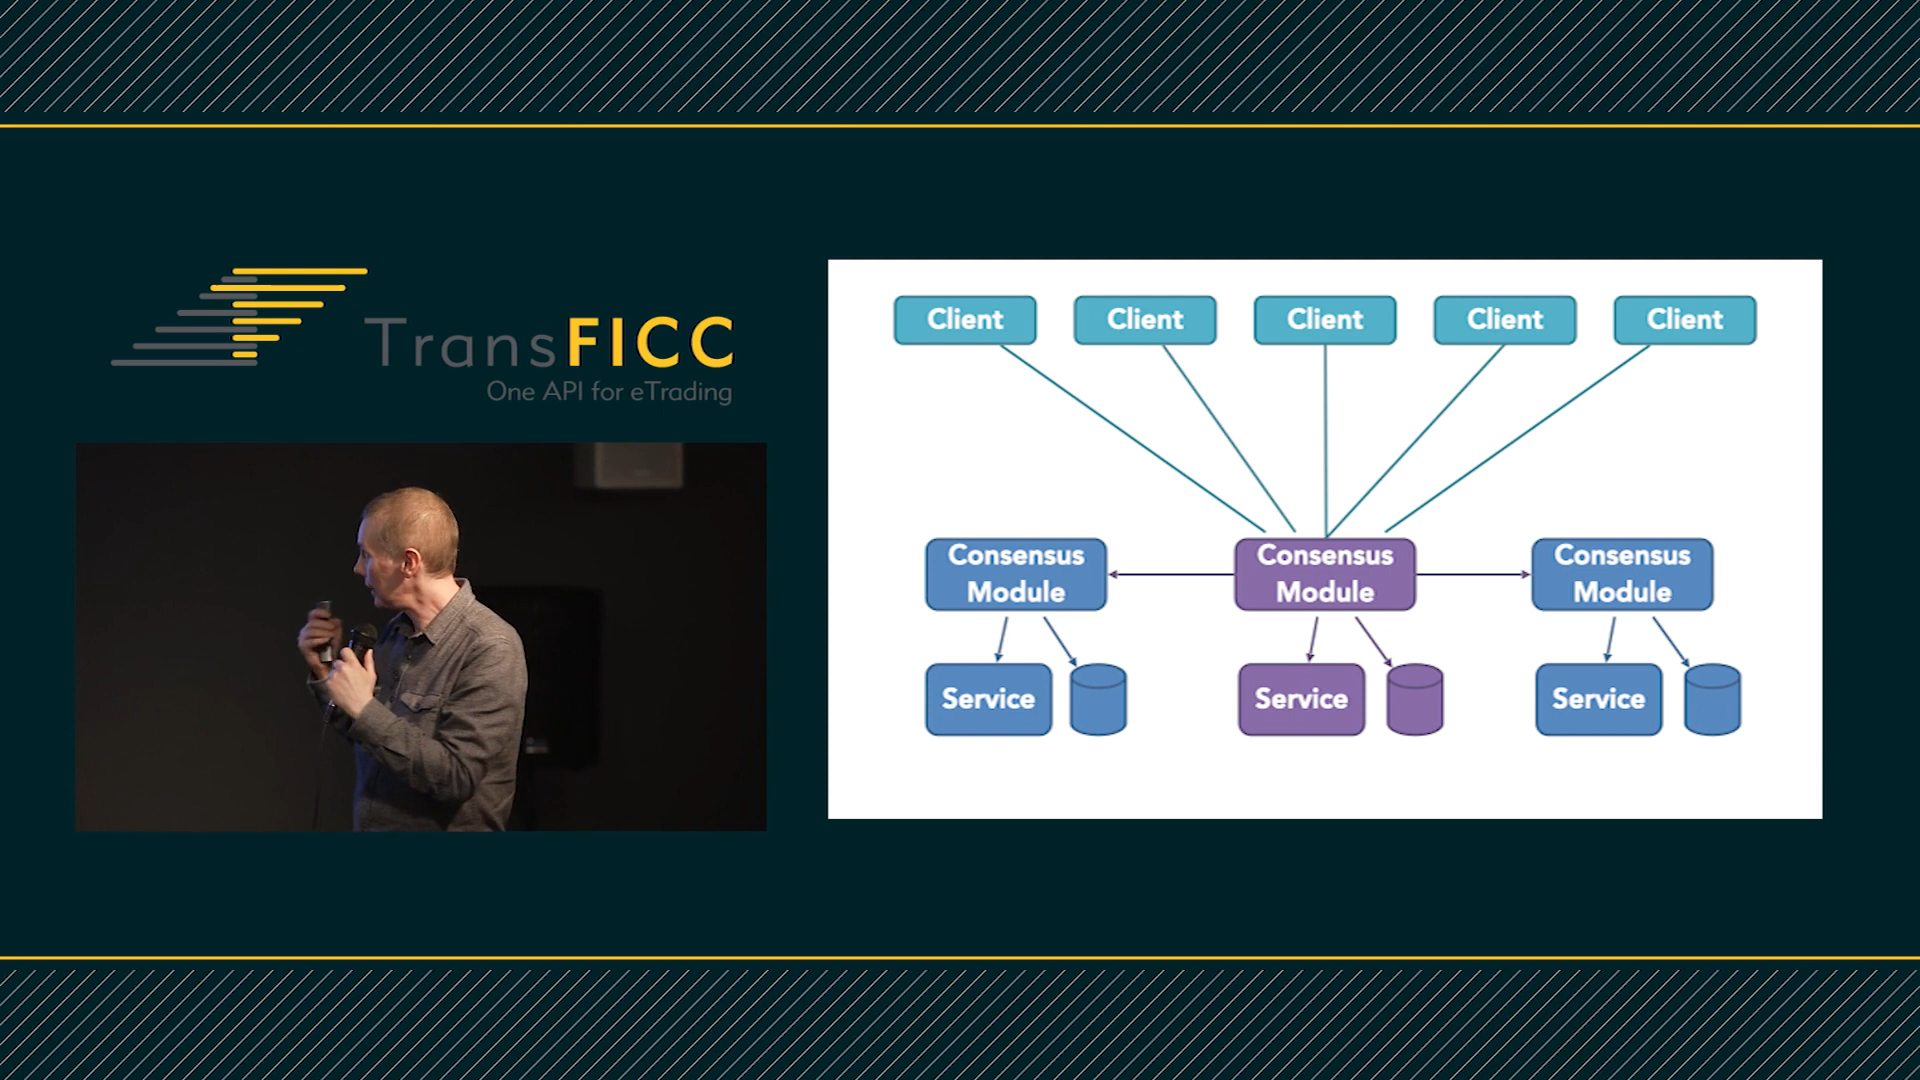 TransFICC
One API for eTrading
Client
Client
Client
Client
Client
Consensus
Module
Consensus
Module
Consensus
Module
Service
Service
Service